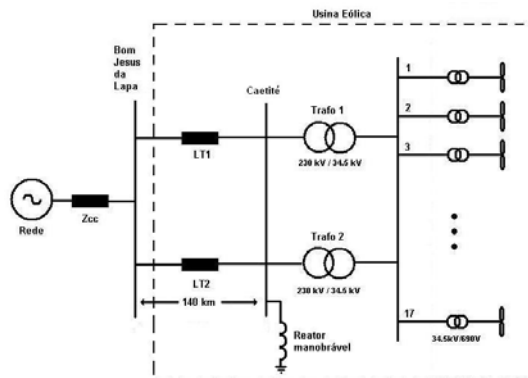 Usina Eólica
Bom
Jesus
da
Lapa
Caetité
Trafo 1
230 kV / 34.5 kV
LT1
1
2
3
Rede
Zcc
Trafo 2
230 kV / 34.5 kV
LT2
140 km
Reator
manobrável
17
34.5kV/690V